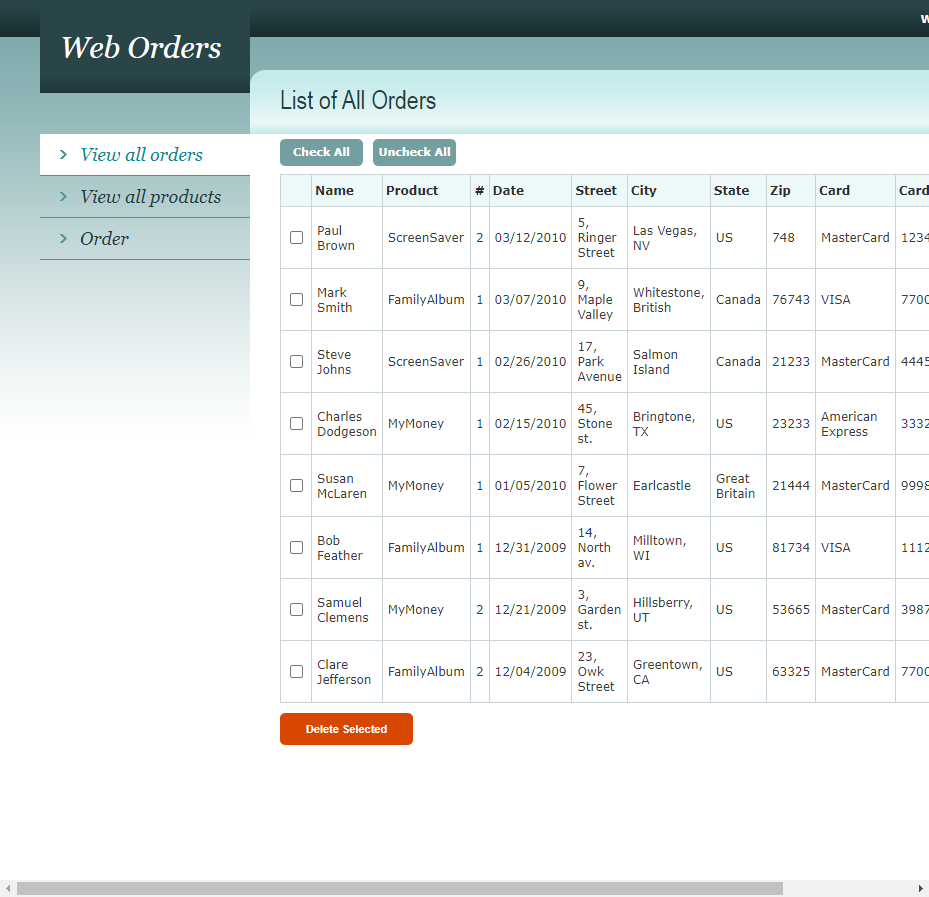 W
Web Orders
List of All Orders
View all orders
View all products
Order
Check All Uncheck All
Name Product # Date Street City State Zip Card Card
Paul Brown ScreenSaver 2 03/12/2010 5, Ringer Street Las Vegas, NV US 748 MasterCard 1234
Mark Smith FamilyAlbum 1 03/07/2010 9, Maple Valley Whitestone, British Canada 76743 VISA 7700
Steve Johns ScreenSaver 1 02/26/2010 17, Park Avenue Salmon Island Canada 21233 MasterCard 4445
Charles Dodgeson MyMoney 1 02/15/2010 45, Stone st. Bringtone, TX US 23233 American Express 3332
Susan McLaren MyMoney 1 01/05/2010 7, Flower Street Earlcastle Great Britain 21444 MasterCard 9998
Bob Feather FamilyAlbum 1 12/31/2009 14, North av. Milltown, WI US 81734 VISA 1112
Samuel Clemens MyMoney 2 12/21/2009 3, Garden st. Hillsberry, UT US 53665 MasterCard 3987
Clare Jefferson FamilyAlbum 2 12/04/2009 23, Owk Street Greentown, CA US 63325 MasterCard 7700
Delete Selected